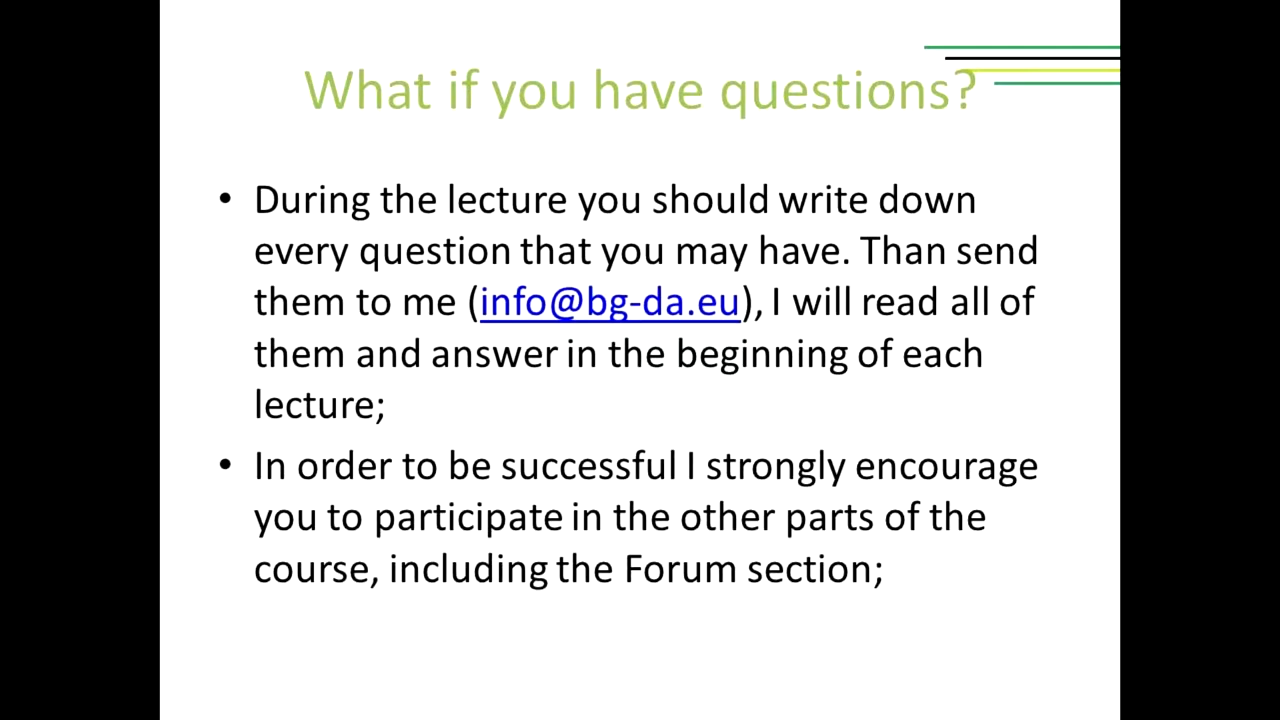 What if you have questions?
• During the lecture you should write down
every question that you may have. Than send
them to me (info@bg-da.eu), I will read all of
them and answer in the beginning of each
lecture;
• In order to be successful I strongly encourage
you to participate in the other parts of the
course, including the Forum section;